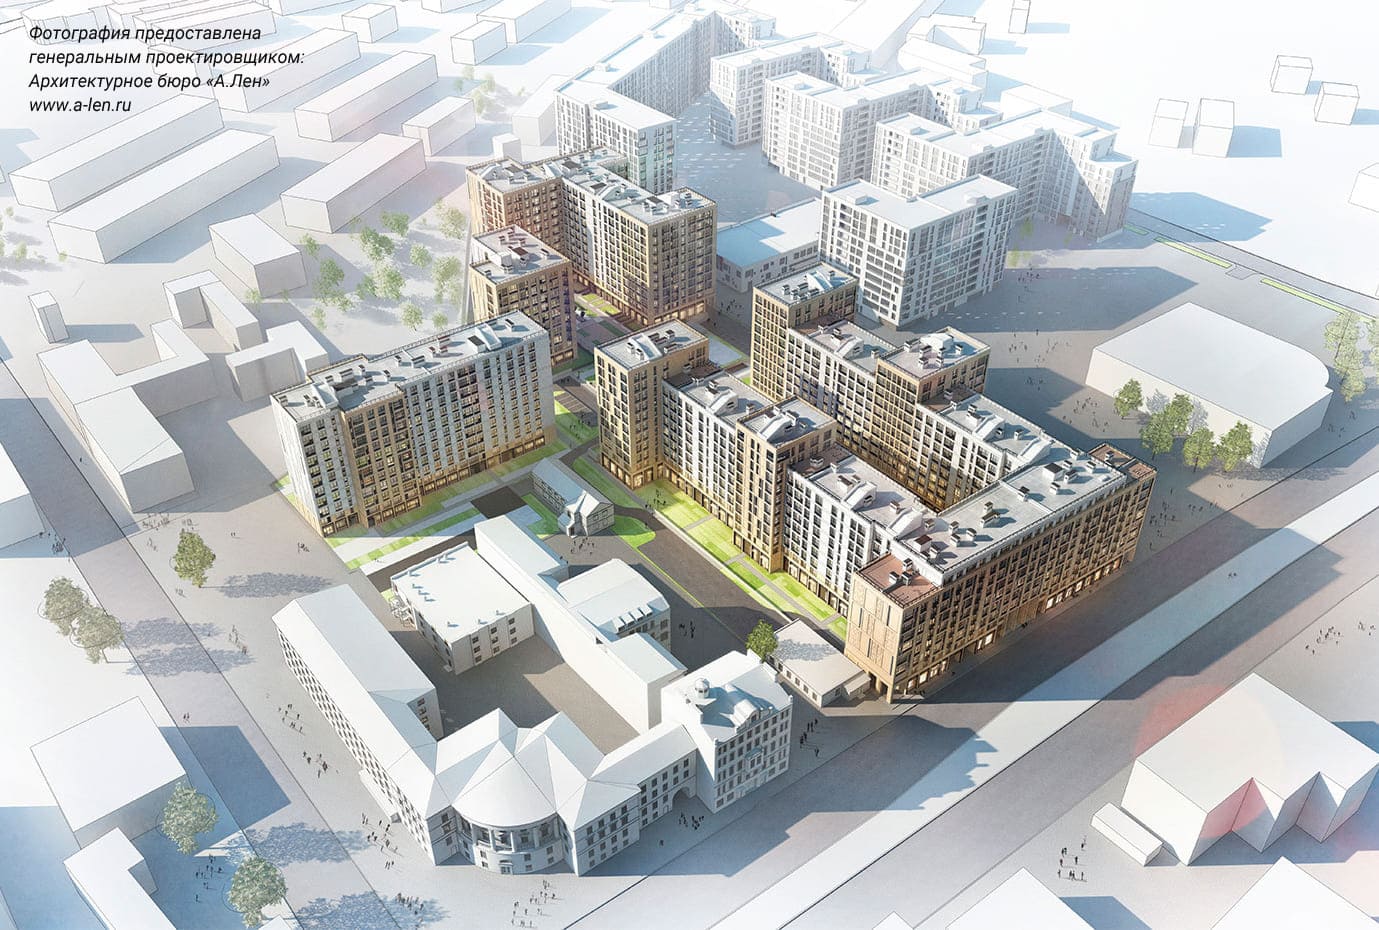 Фотография предоставлена
генеральным проектировщиком:
Архитектурное бюро «А.Лен»
www.a-len.ru